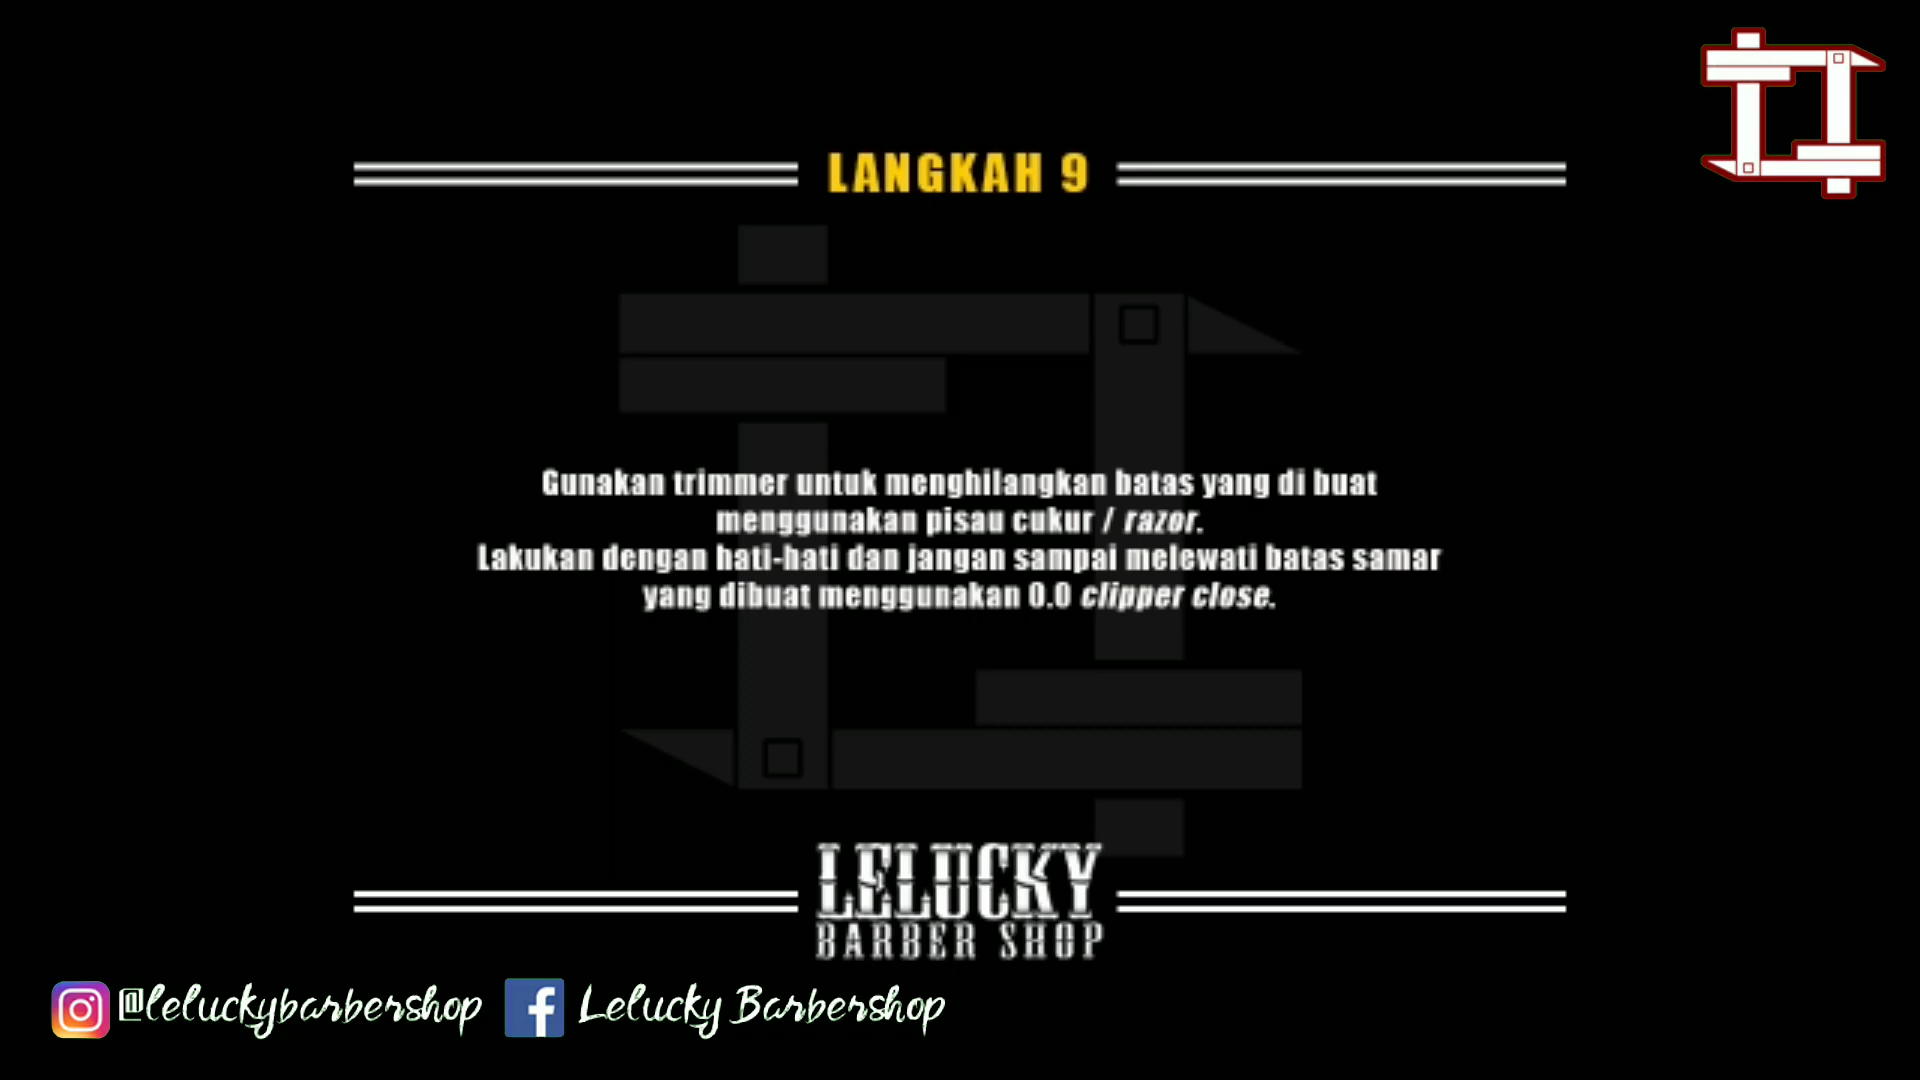 LANGKAH 9
Gunakan trimmer untuk menghilangkan batas yang di buat
menggunakan pisau cukur / razor.
Lakukan dengan hati-hati dan jangan sampai melewati batas samar
yang dibuat menggunakan 0.0 clipper close.
LELUCKY
BARBER SHOP
@leluckybarbershop Lelucky Barbershop